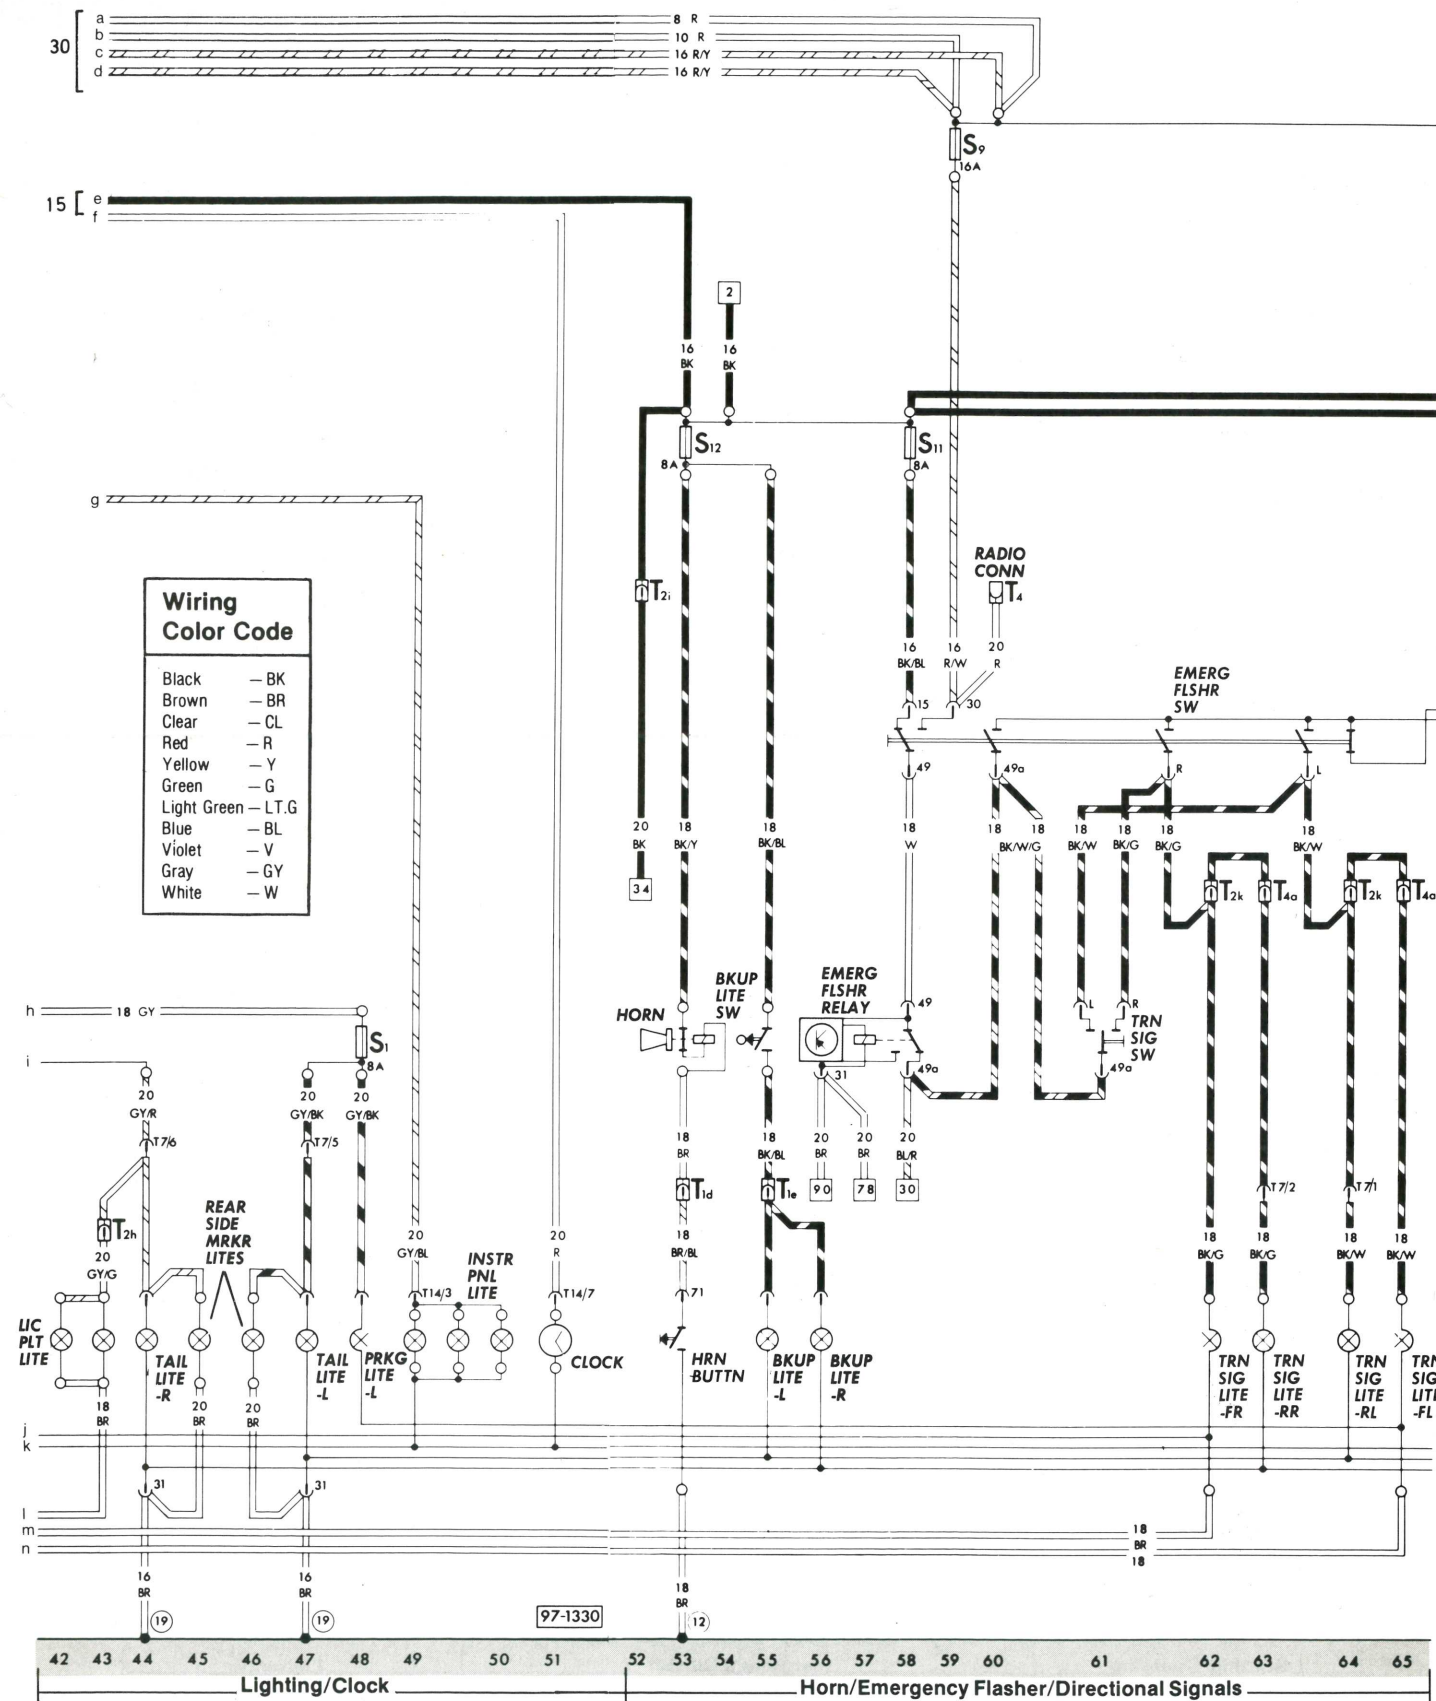 a
8 R
b
10 R
30
c
16 R/Y
d
16 R/Y
S9
16A
15
e
f
2
16
BK
16
BK
S12
8A
S11
8A
g
RADIO
CONN
T4
T2i
Wiring
Color Code
Black – BK
Brown – BR
Clear – CL
Red – R
Yellow – Y
Green – G
Light Green – LT.G
Blue – BL
Violet – V
Gray – GY
White – W
16
BK/BL
16
R/W
20
R
EMERG
FLSHR
SW
15
30
49
49a
R
L
20
BK
18
BK/Y
18
BK/BL
18
W
18
18
BK/W/G
18
BK/W
18
BK/G
18
BK/G
18
BK/W
34
T2k
T4a
T2k
T4a
h
18 GY
HORN
BKUP
LITE
SW
EMERG
FLSHR
RELAY
49
L
R
TRN
SIG
SW
S1
8A
i
31
49a
49a
20
GY/R
20
GY/BK
20
GY/BK
T7/6
T7/5
18
BR
18
BK/BL
20
BR
20
BR
20
BL/R
T1d
T1e
90
78
30
T7/2
T7/1
T2h
REAR
SIDE
MRKR
LITES
20
GY/G
20
GY/BL
INSTR
PNL
LITE
20
R
18
BR/BL
18
BK/G
18
BK/G
18
BK/W
18
BK/W
T14/3
T14/7
71
LIC
PLT
LITE
TAIL
LITE
-R
TAIL
LITE
-L
PRKG
LITE
-L
CLOCK
HRN
BUTTN
BKUP
LITE
-L
BKUP
LITE
-R
TRN
SIG
LITE
-FR
TRN
SIG
LITE
-RR
TRN
SIG
LITE
-RL
TRN
SIG
LITE
-FL
18
BR
20
BR
20
BR
j
k
31
31
l
m
18
BR
n
18
16
BR
16
BR
18
BR
19
19
97-1330
12
42 43 44 45 46 47 48 49 50 51 52 53 54 55 56 57 58 59 60 61 62 63 64 65
Lighting/Clock
Horn/Emergency Flasher/Directional Signals